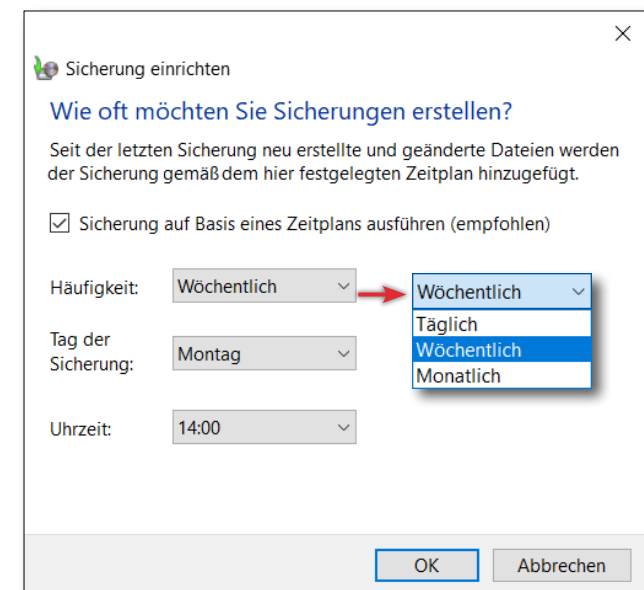 Sicherung einrichten
Wie oft möchten Sie Sicherungen erstellen?
Seit der letzten Sicherung neu erstellte und geänderte Dateien werden
der Sicherung gemäß dem hier festgelegten Zeitplan hinzugefügt.
Sicherung auf Basis eines Zeitplans ausführen (empfohlen)
Häufigkeit: Wöchentlich
Wöchentlich
Täglich
Wöchentlich
Monatlich
Tag der
Sicherung:
Montag
Uhrzeit: 14:00
OK Abbrechen